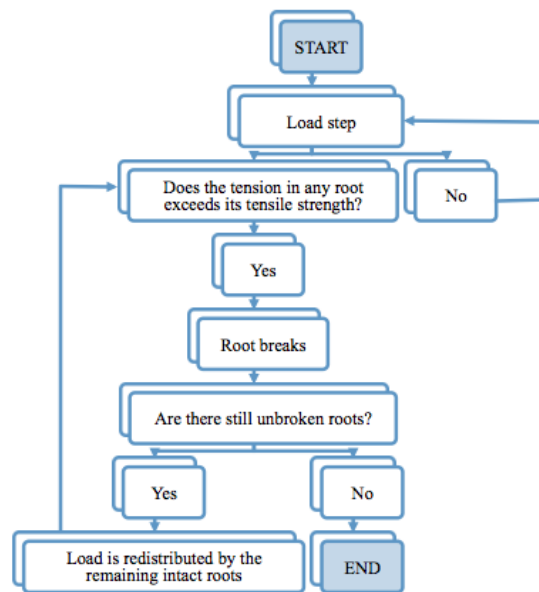 START
Load step
Does the tension in any root
exceeds its tensile strength?
No
Yes
Root breaks
Are there still unbroken roots?
Yes
No
Load is redistributed by the
remaining intact roots
END